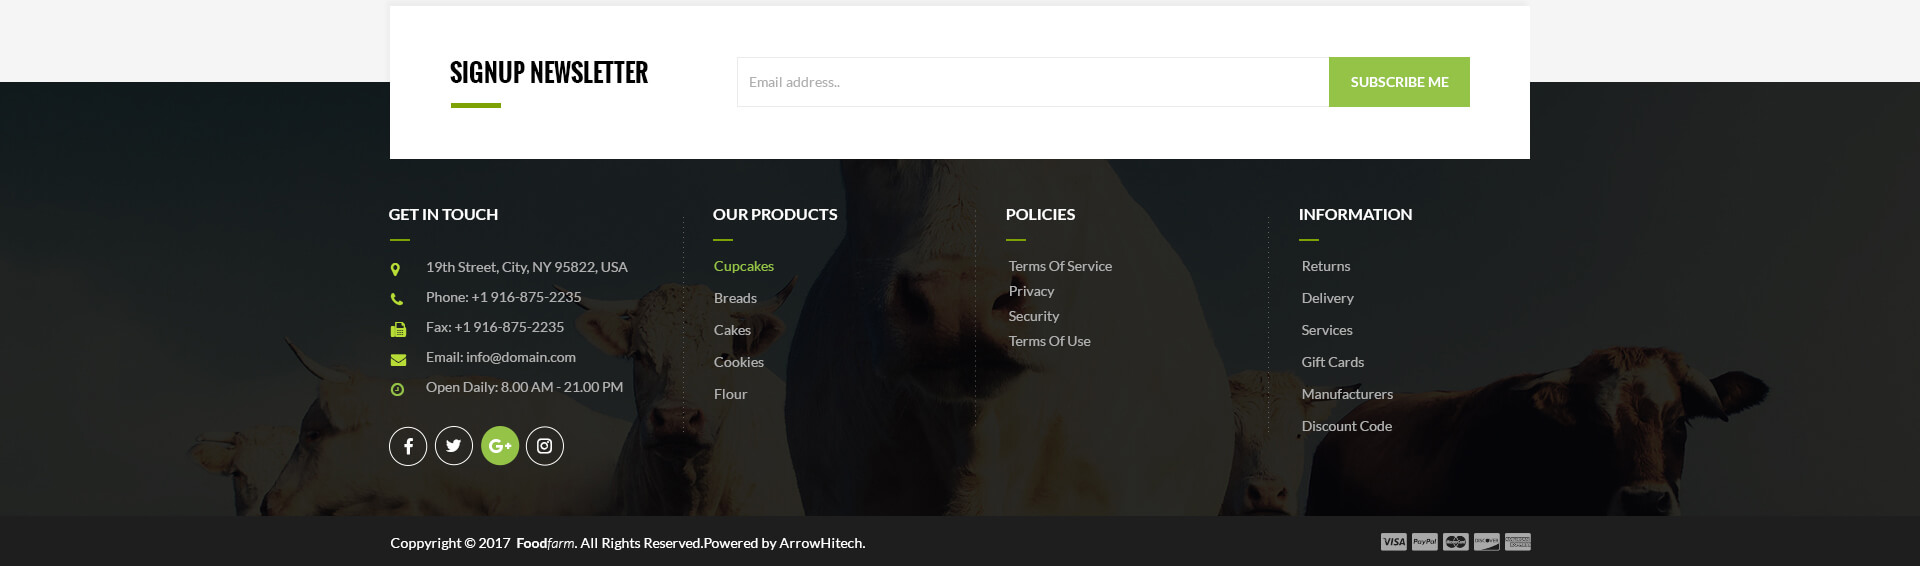 SIGNUP NEWSLETTER
Email address..
SUBSCRIBE ME
GET IN TOUCH
19th Street, City, NY 95822, USA
Phone: +1 916-875-2235
Fax: +1 916-875-2235
Email: info@domain.com
Open Daily: 8.00 AM - 21.00 PM
OUR PRODUCTS
Cupcakes
Breads
Cakes
Cookies
Flour
POLICIES
Terms Of Service
Privacy
Security
Terms Of Use
INFORMATION
Returns
Delivery
Services
Gift Cards
Manufacturers
Discount Code
Coppyright © 2017 Foodfarm. All Rights Reserved.Powered by ArrowHitech.
VISA PayPal MasterCard DISCOVER